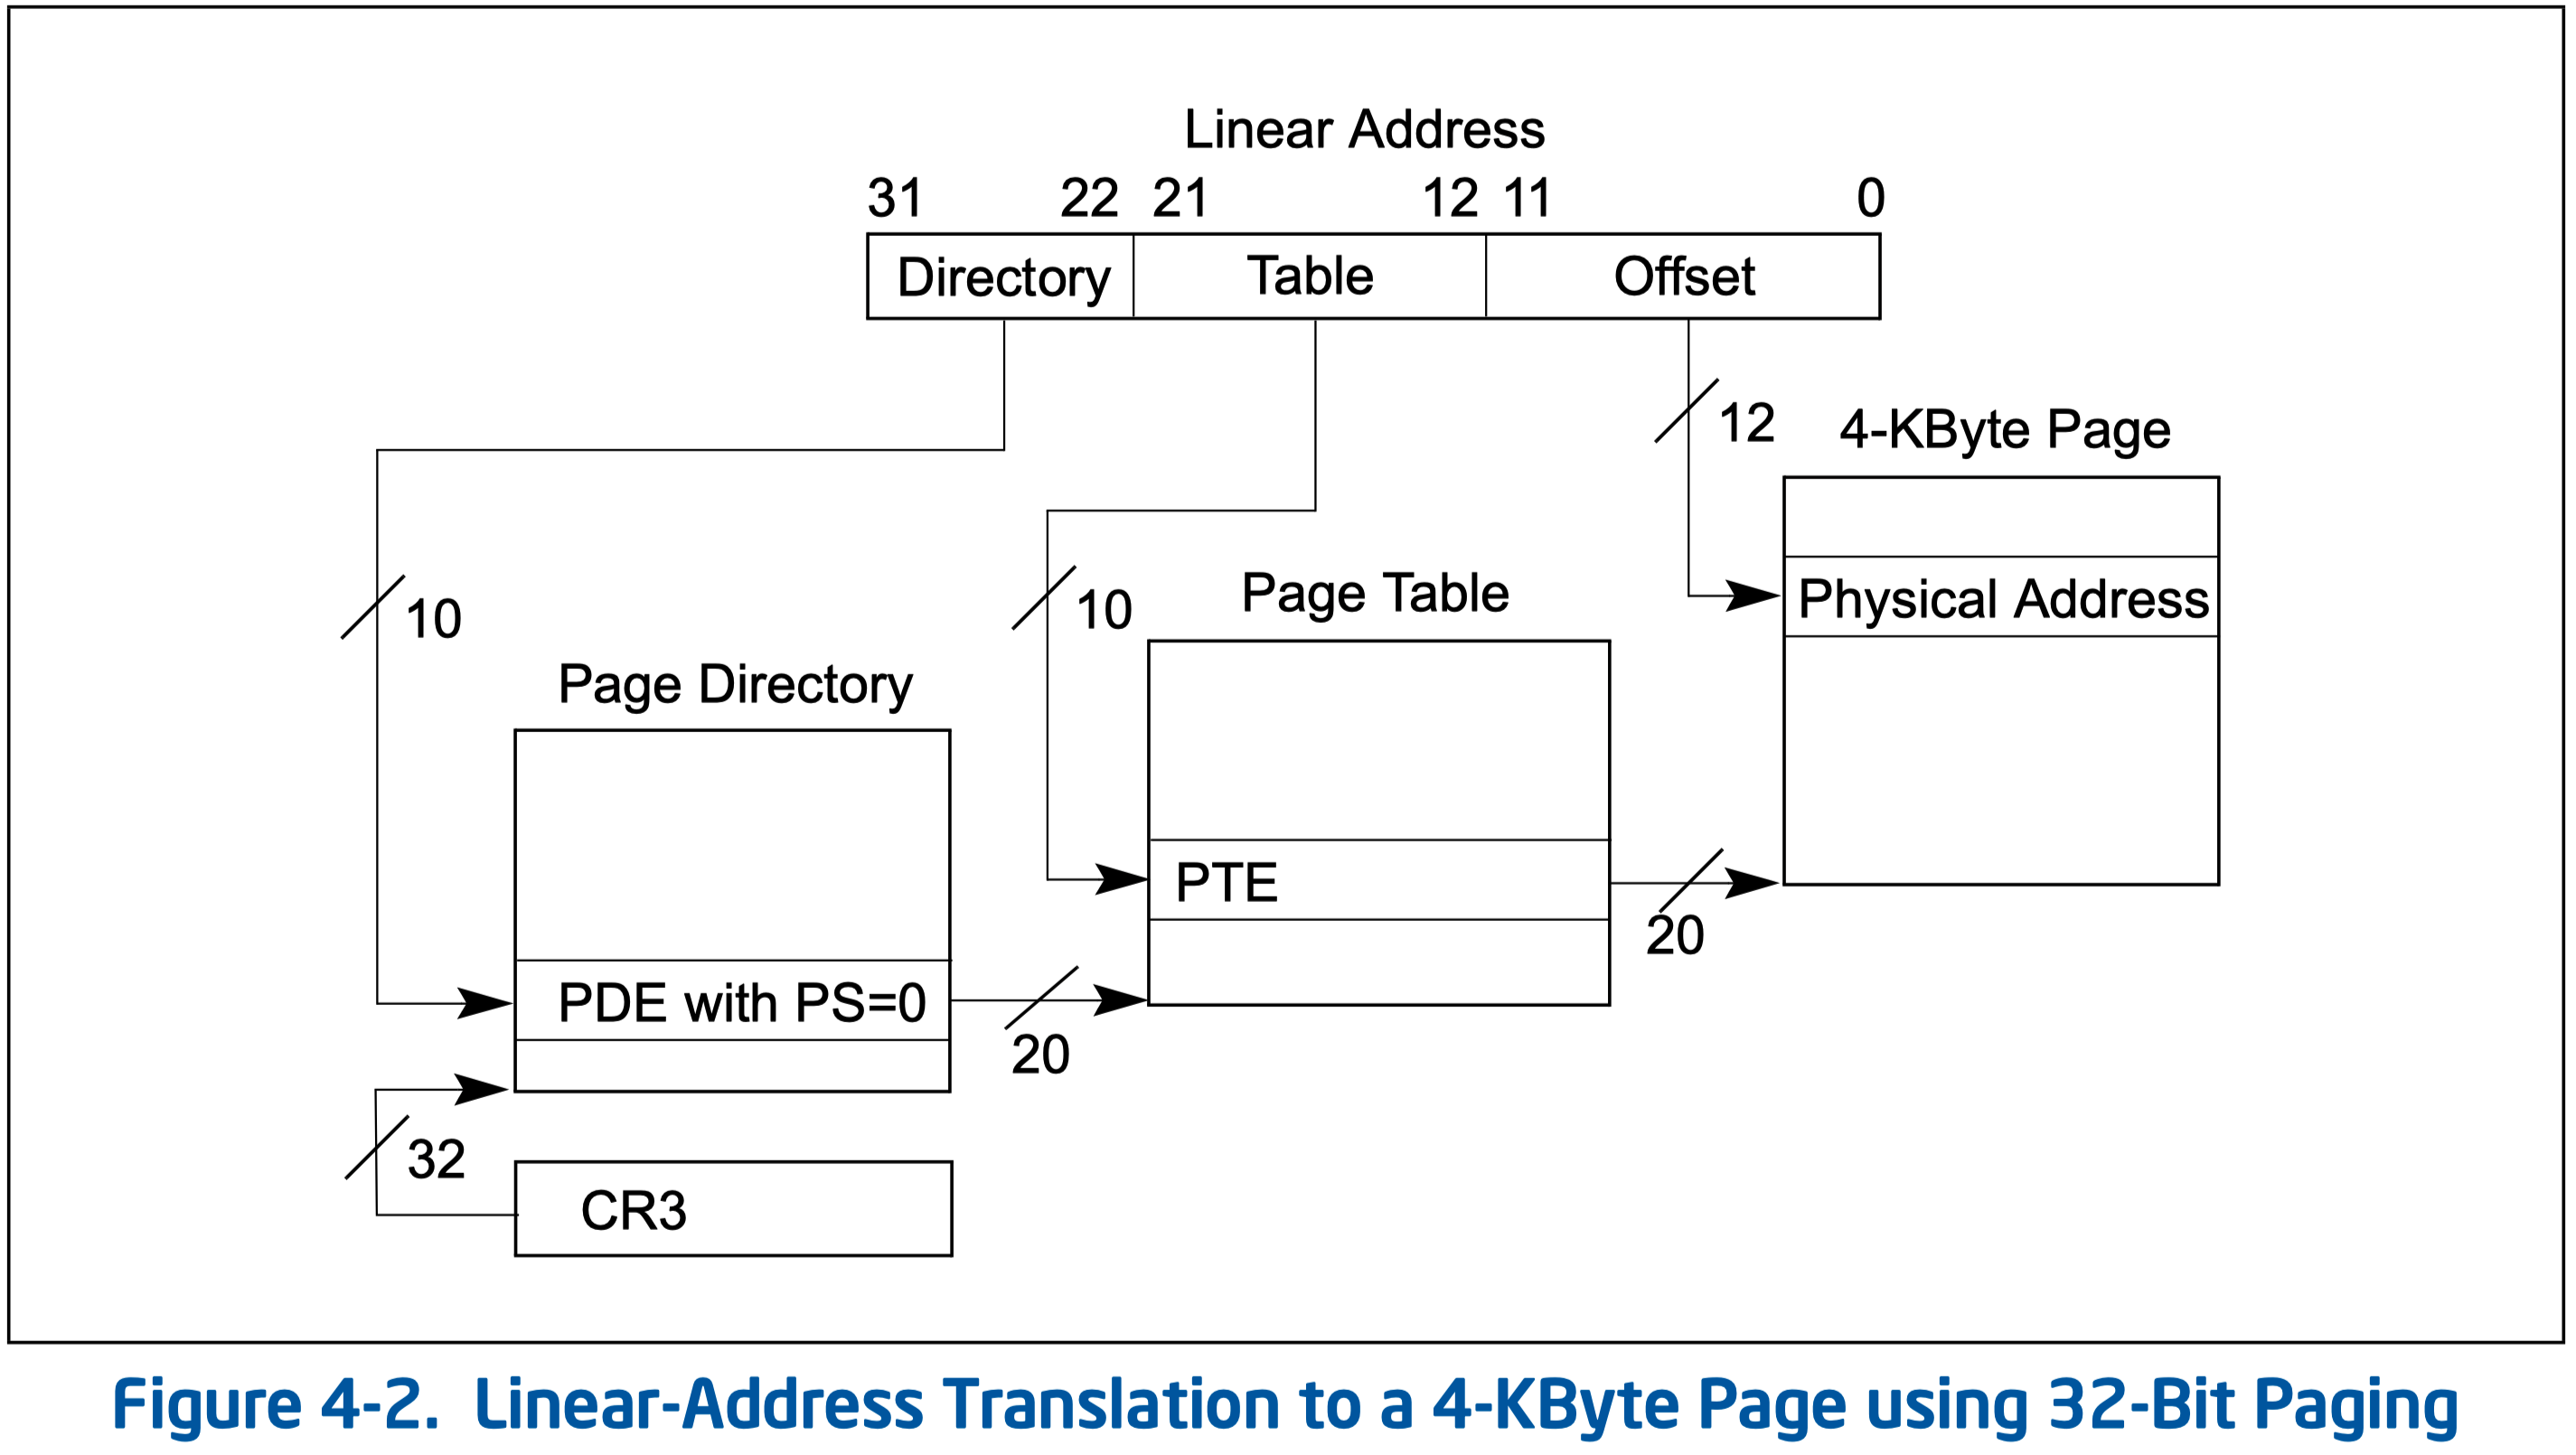 Linear Address
31 22 21 12 11 0
Directory Table Offset
12
4-KByte Page
Physical Address
10
10
Page Table
Page Directory
PTE
20
PDE with PS=0
20
32
CR3
Figure 4-2. Linear-Address Translation to a 4-KByte Page using 32-Bit Paging